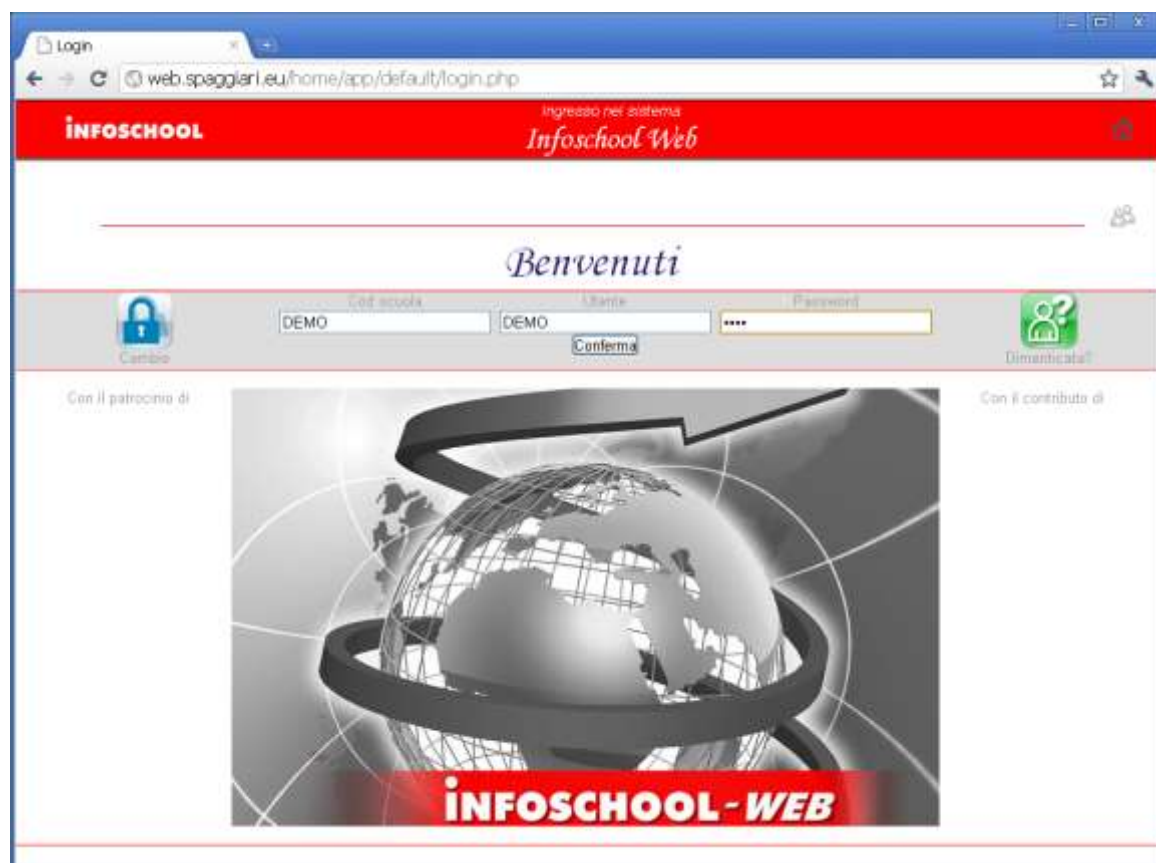 Login
web.spaggiari.eu/home/app/default/login.php
INFOSCHOOL
Ingresso nel sistema
Infoschool Web
Benvenuti
Cod scuola Utente Password
DEMO DEMO ••••
Conferma
Cambio Dimenticata?
Con il patrocinio di Con il contributo di
INFOSCHOOL-WEB